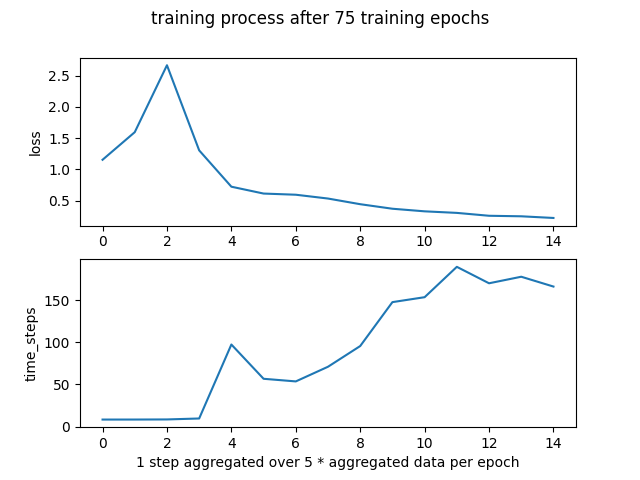 training process after 75 training epochs
2.5
2.0
1.5
1.0
0.5
loss
0 2 4 6 8 10 12 14
150
100
50
0
time_steps
0 2 4 6 8 10 12 14
1 step aggregated over 5 * aggregated data per epoch